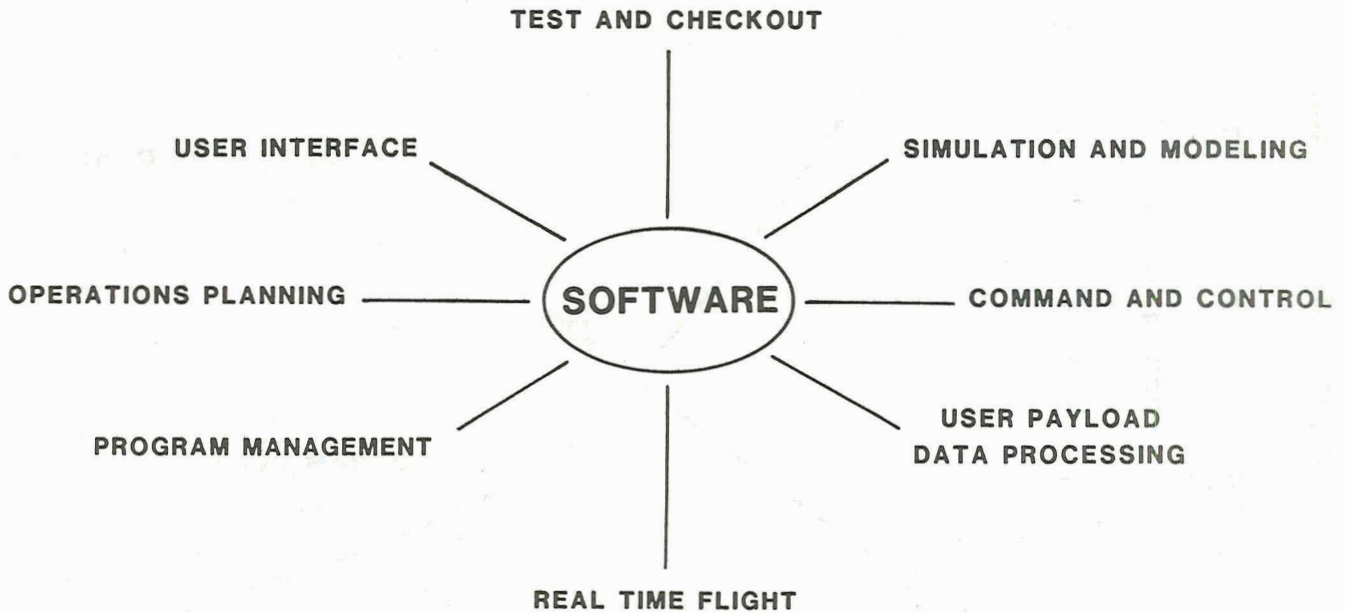 TEST AND CHECKOUT
USER INTERFACE
SIMULATION AND MODELING
OPERATIONS PLANNING
SOFTWARE
COMMAND AND CONTROL
PROGRAM MANAGEMENT
USER PAYLOAD
DATA PROCESSING
REAL TIME FLIGHT